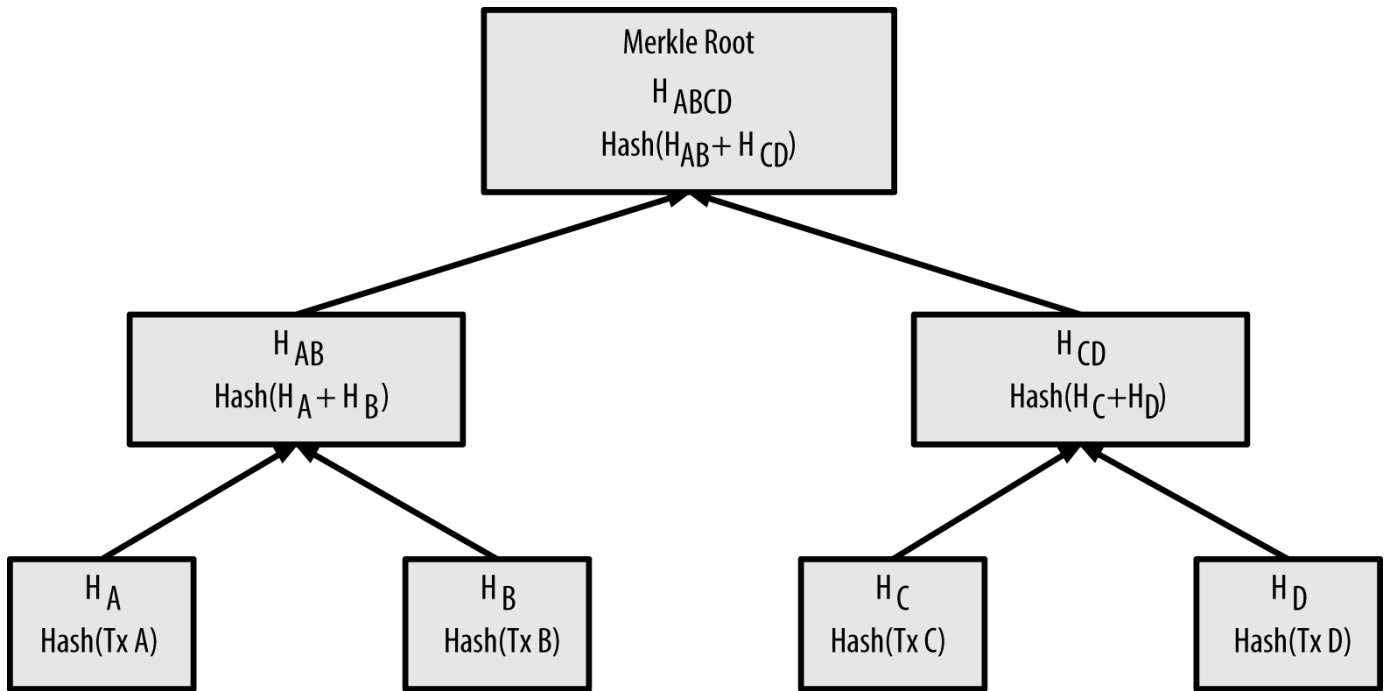 Merkle Root
H ABCD
Hash(H AB + H CD)
H AB
Hash(H A + H B)
H CD
Hash(H C+H D)
H A
Hash(Tx A)
H B
Hash(Tx B)
H C
Hash(Tx C)
H D
Hash(Tx D)